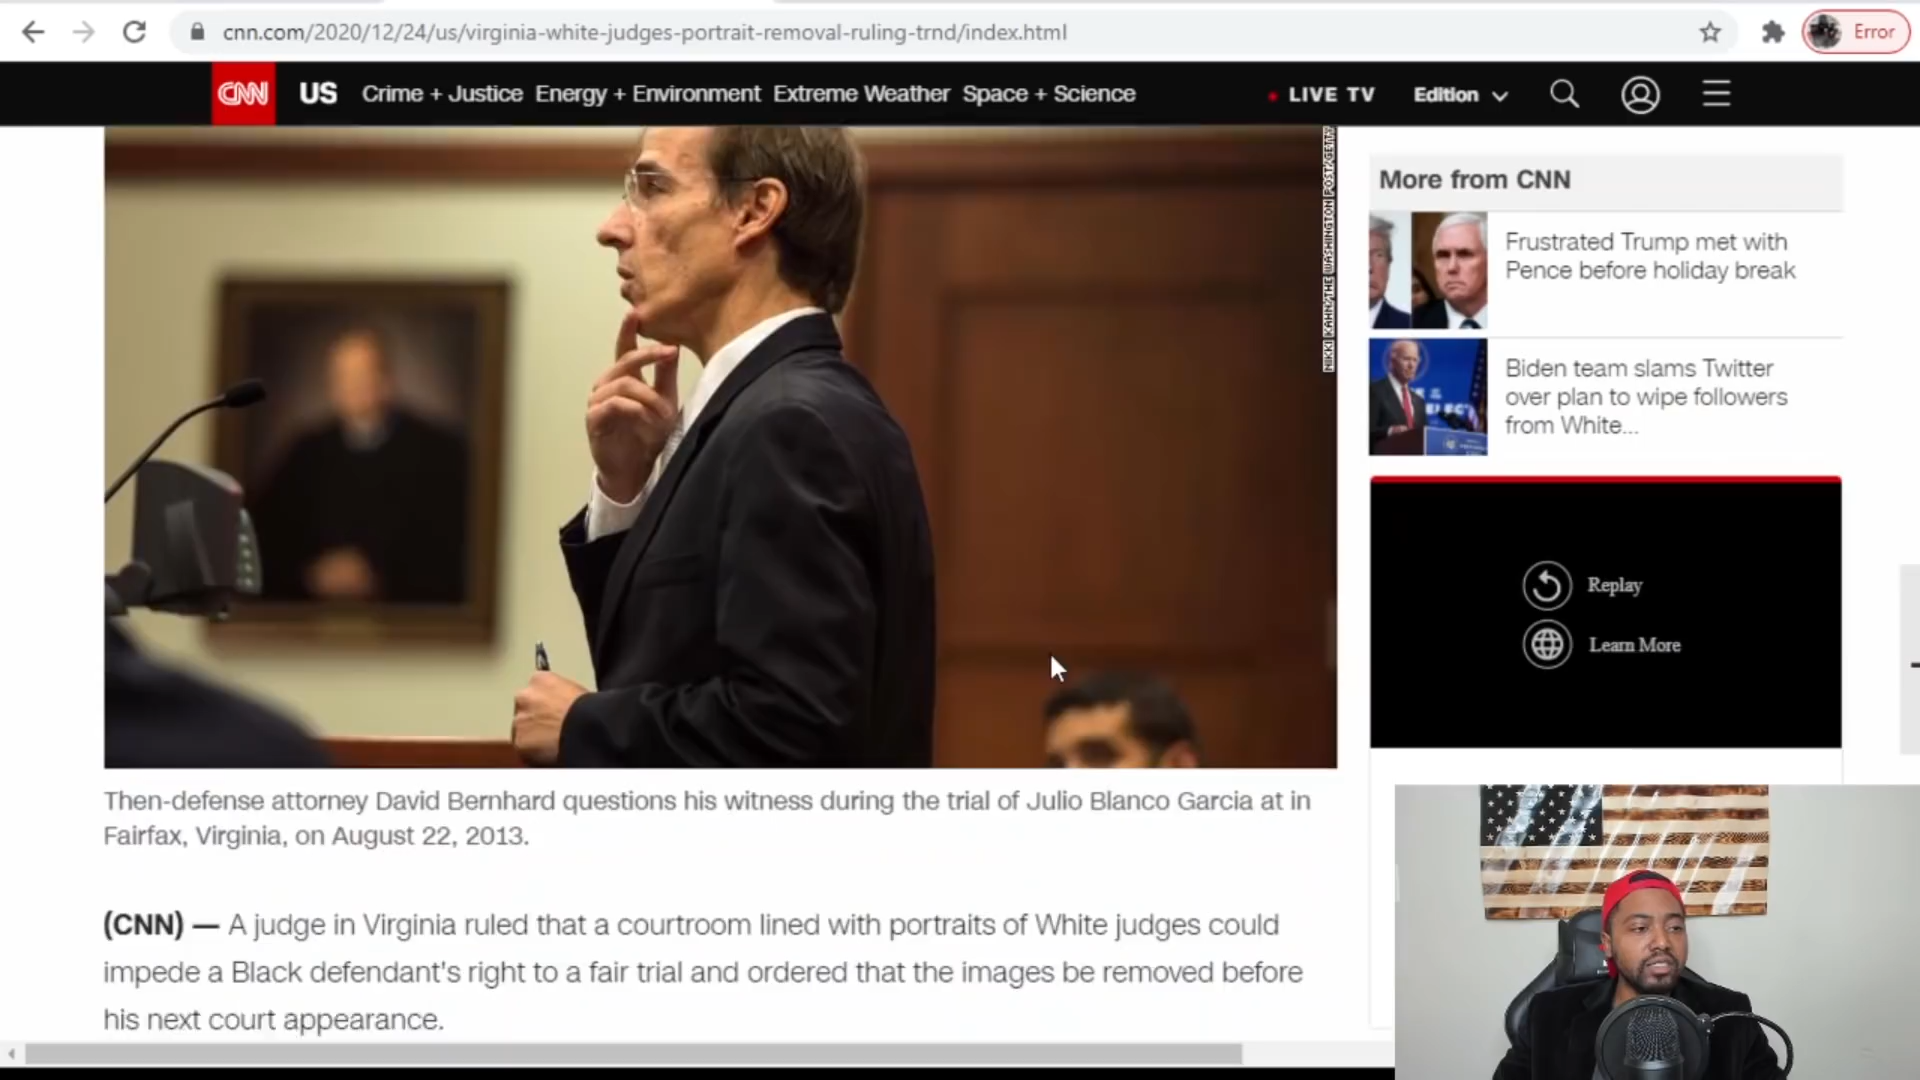 cnn.com/2020/12/24/us/virginia-white-judges-portrait-removal-ruling-trnd/index.html
Error
CNN US Crime + Justice Energy + Environment Extreme Weather Space + Science LIVE TV Edition
NIKKI KAHN/THE WASHINGTON POST/GETTY
More from CNN
Frustrated Trump met with
Pence before holiday break
Biden team slams Twitter
over plan to wipe followers
from White...
Replay
Learn More
Then-defense attorney David Bernhard questions his witness during the trial of Julio Blanco Garcia at in
Fairfax, Virginia, on August 22, 2013.
(CNN) — A judge in Virginia ruled that a courtroom lined with portraits of White judges could
impede a Black defendant's right to a fair trial and ordered that the images be removed before
his next court appearance.